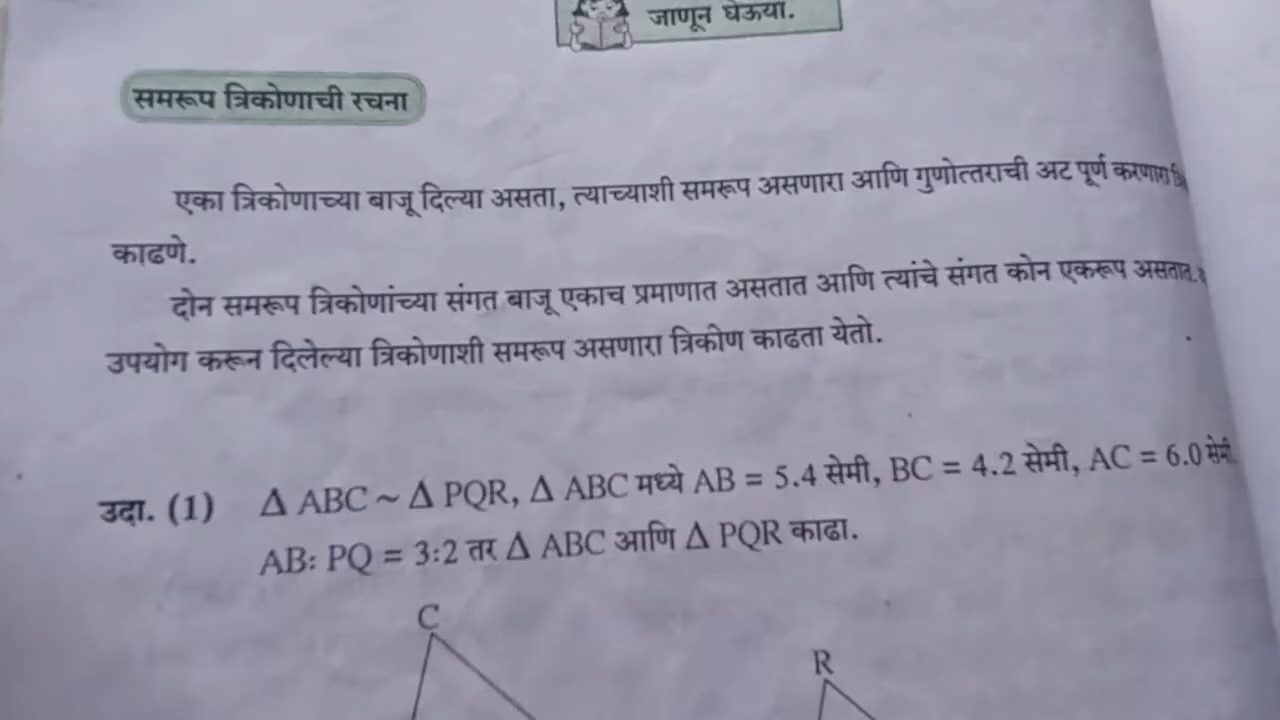 जाणून घेऊया.
समरूप त्रिकोणाची रचना
एका त्रिकोणाच्या बाजू दिल्या असता, त्याच्याशी समरूप असणारा आणि गुणोत्तराची अट पूर्ण करणारा
काढणे.
दोन समरूप त्रिकोणांच्या संगत बाजू एकाच प्रमाणात असतात आणि त्यांचे संगत कोन एकरूप असतात.
उपयोग करून दिलेल्या त्रिकोणाशी समरूप असणारा त्रिकोण काढता येतो.
उदा. (1) Δ ABC ~ Δ PQR, Δ ABC मध्ये AB = 5.4 सेमी, BC = 4.2 सेमी, AC = 6.0 सेमी.
AB: PQ = 3:2 तर Δ ABC आणि Δ PQR काढा.
C
R